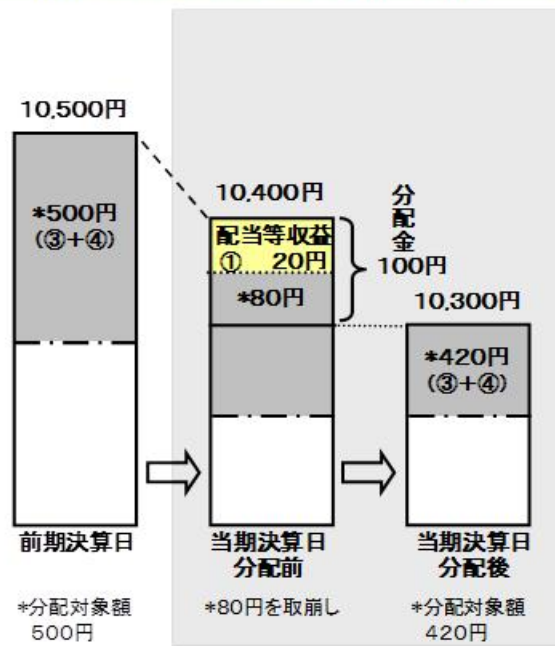 10,500円
*500円
(③+④)
10,400円
配当等収益
① 20円
*80円
分配金
100円
10,300円
*420円
(③+④)
前期決算日
当期決算日
分配前
当期決算日
分配後
*分配対象額
500円
*80円を取崩し
*分配対象額
420円